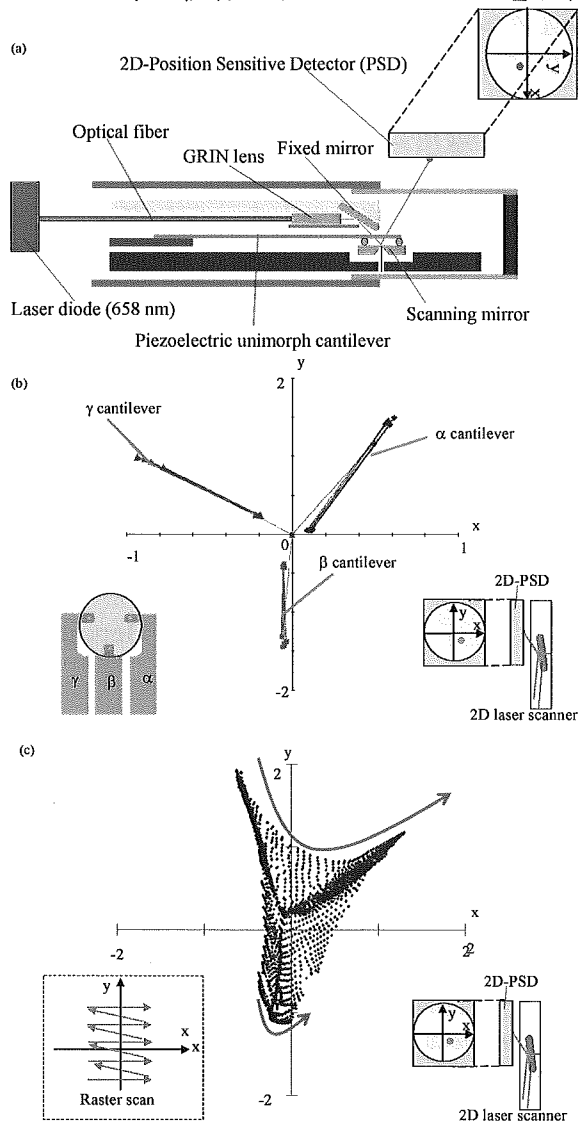 (a)
2D-Position Sensitive Detector (PSD)
y
x
Optical fiber
Fixed mirror
GRIN lens
Laser diode (658 nm)
Scanning mirror
Piezoelectric unimorph cantilever
(b)
y
2
γ cantilever
α cantilever
x
-1
0
1
β cantilever
2D-PSD
y
x
γ
β
α
-2
2D laser scanner
(c)
y
2
x
-2
2
2
y
x
x
Raster scan
2D-PSD
y
x
-2
2D laser scanner